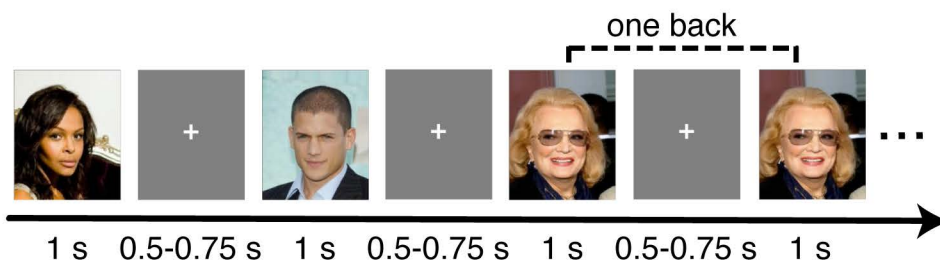 one back
+ + +
...
1 s 0.5-0.75 s 1 s 0.5-0.75 s 1 s 0.5-0.75 s 1 s